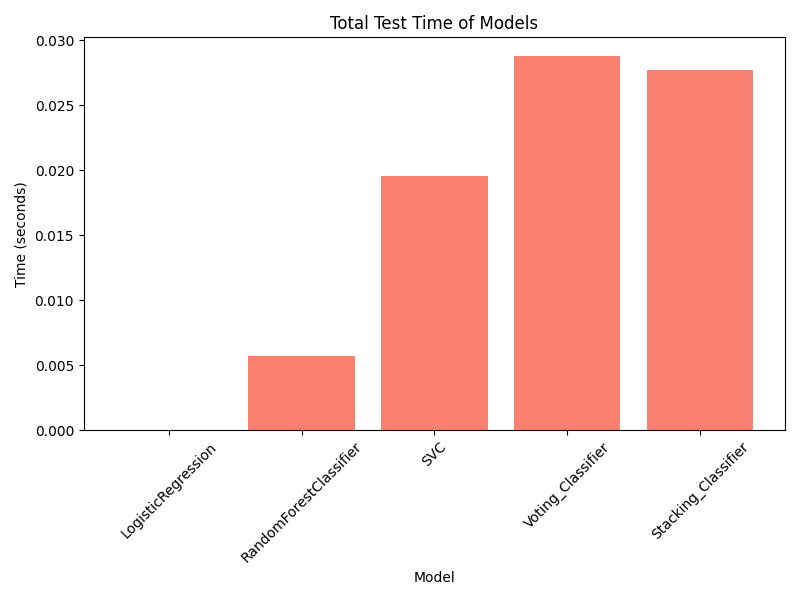 Total Test Time of Models
Time (seconds)
0.030
0.025
0.020
0.015
0.010
0.005
0.000
LogisticRegression
RandomForestClassifier
SVC
Voting_Classifier
Stacking_Classifier
Model